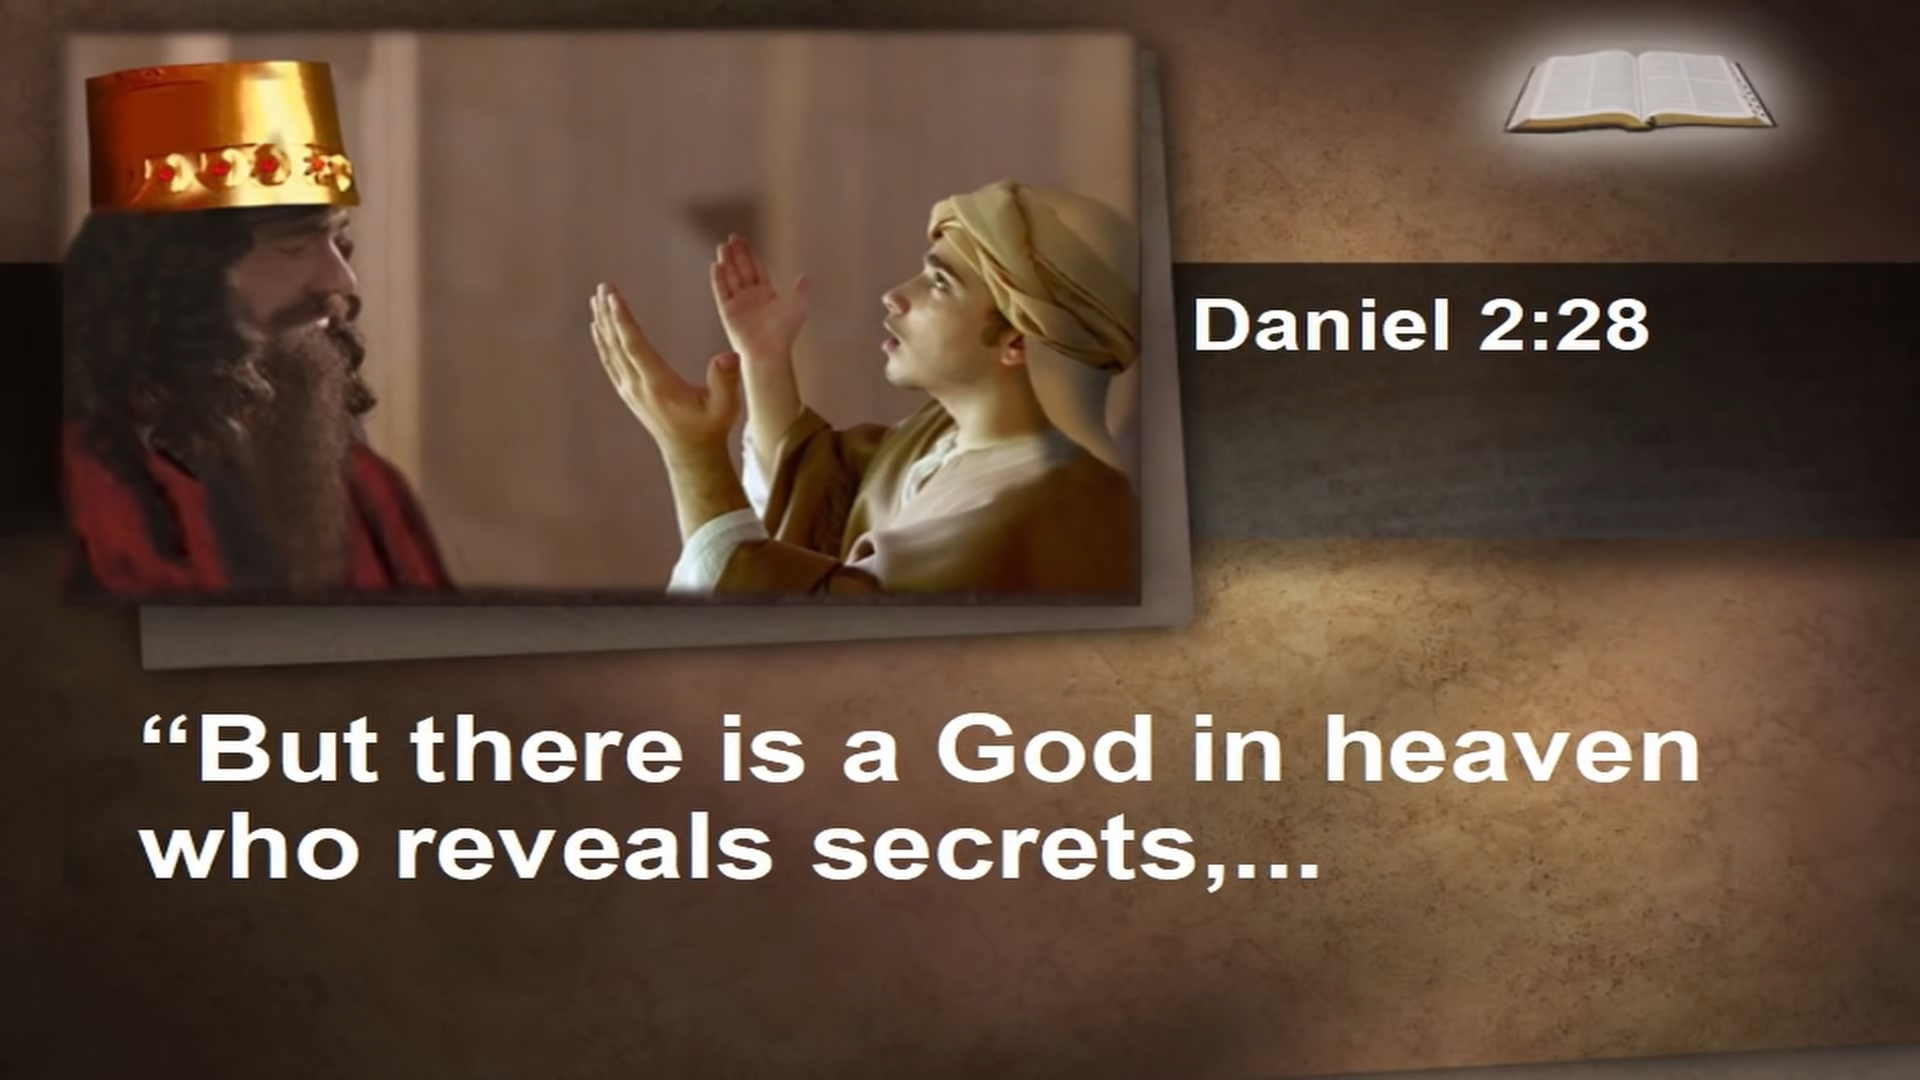 Daniel 2:28
“But there is a God in heaven
who reveals secrets,...